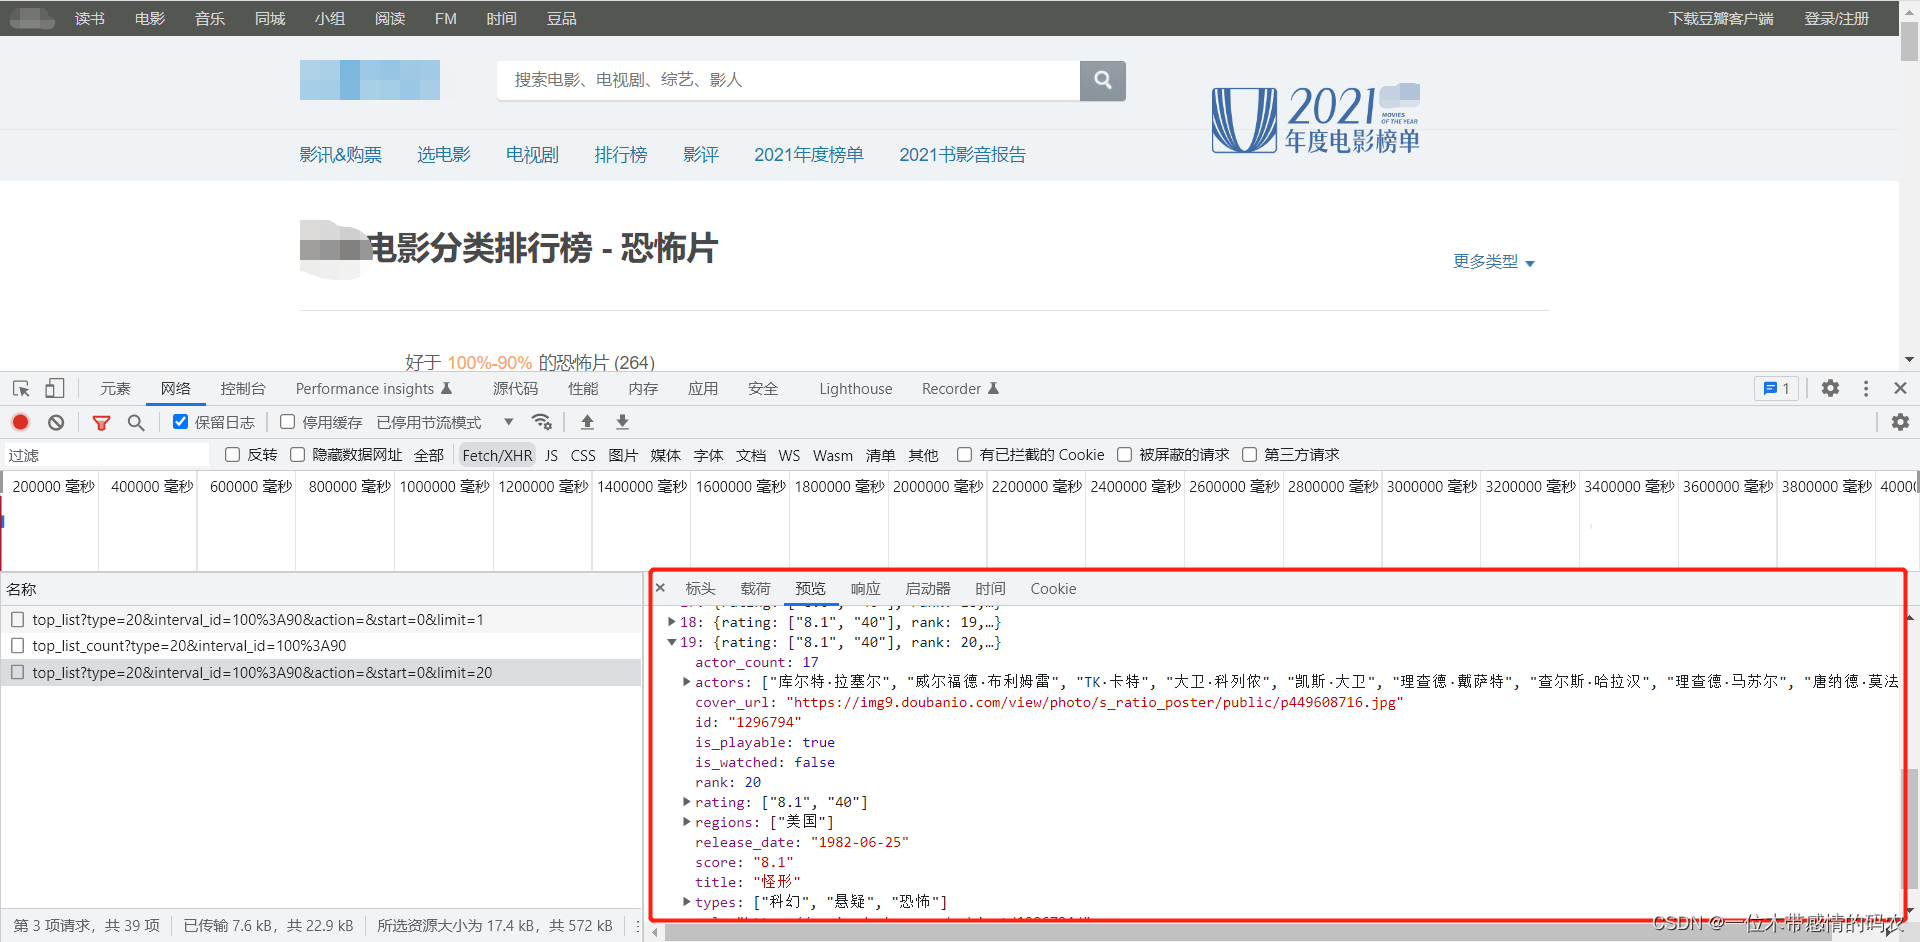 读书 电影 音乐 同城 小组 阅读 FM 时间 豆品 下载豆瓣客户端 登录/注册
搜索电影、电视剧、综艺、影人
2021 MOVIES OF THE YEAR
年度电影榜单
影讯&购票 选电影 电视剧 排行榜 影评 2021年度榜单 2021书影音报告
电影分类排行榜 - 恐怖片
更多类型
好于 100%-90% 的恐怖片 (264)
元素 网络 控制台 Performance insights 源代码 性能 内存 应用 安全 Lighthouse Recorder 1
保留日志 停用缓存 已停用节流模式
过滤 反转 隐藏数据网址 全部 Fetch/XHR JS CSS 图片 媒体 字体 文档 WS Wasm 清单 其他 有已拦截的 Cookie 被屏蔽的请求 第三方请求
200000 毫秒 400000 毫秒 600000 毫秒 800000 毫秒 1000000 毫秒 1200000 毫秒 1400000 毫秒 1600000 毫秒 1800000 毫秒 2000000 毫秒 2200000 毫秒 2400000 毫秒 2600000 毫秒 2800000 毫秒 3000000 毫秒 3200000 毫秒 3400000 毫秒 3600000 毫秒 3800000 毫秒
名称
top_list?type=20&interval_id=100%3A90&action=&start=0&limit=1
top_list_count?type=20&interval_id=100%3A90
top_list?type=20&interval_id=100%3A90&action=&start=0&limit=20
第 3 项请求，共 39 项 已传输 7.6 kB，共 22.9 kB 所选资源大小为 17.4 kB，共 572 kB
标头 载荷 预览 响应 启动器 时间 Cookie
18: {rating: ["8.1", "40"], rank: 19,…}
19: {rating: ["8.1", "40"], rank: 20,…}
actor_count: 17
actors: ["库尔特·拉塞尔", "威尔福德·布利姆雷", "TK·卡特", "大卫·科列侬", "凯斯·大卫", "理查德·戴萨特", "查尔斯·哈拉汉", "理查德·马苏尔", "唐纳德·莫法
cover_url: "https://img9.doubanio.com/view/photo/s_ratio_poster/public/p449608716.jpg"
id: "1296794"
is_playable: true
is_watched: false
rank: 20
rating: ["8.1", "40"]
regions: ["美国"]
release_date: "1982-06-25"
score: "8.1"
title: "怪形"
types: ["科幻", "悬疑", "恐怖"]
CSDN @一位木带感情的码农